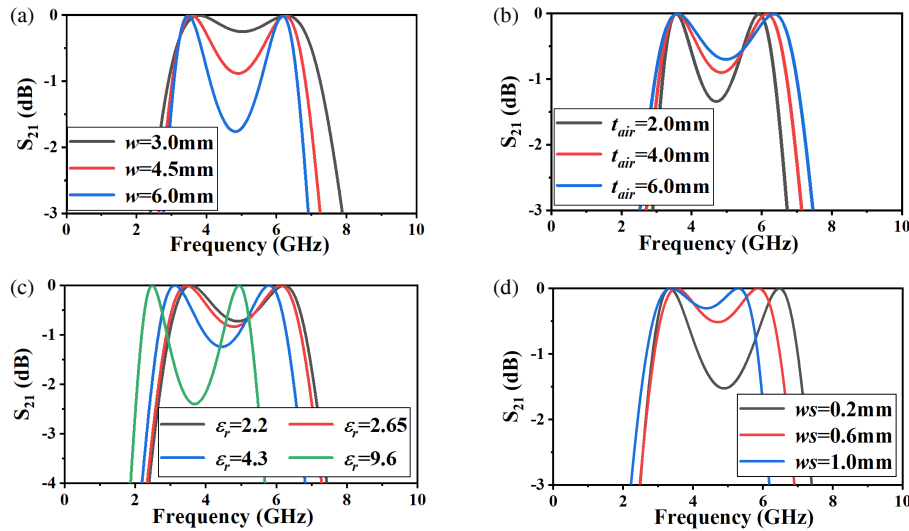 (a)
0
-1
-2
-3
S21 (dB)
w=3.0mm
w=4.5mm
w=6.0mm
0 2 4 6 8 10
Frequency (GHz)
(b)
0
-1
-2
-3
S21 (dB)
tair=2.0mm
tair=4.0mm
tair=6.0mm
0 2 4 6 8 10
Frequency (GHz)
(c)
0
-1
-2
-3
-4
S21 (dB)
εr=2.2 εr=2.65
εr=4.3 εr=9.6
0 2 4 6 8 10
Frequency (GHz)
(d)
0
-1
-2
-3
S21 (dB)
ws=0.2mm
ws=0.6mm
ws=1.0mm
0 2 4 6 8 10
Frequency (GHz)